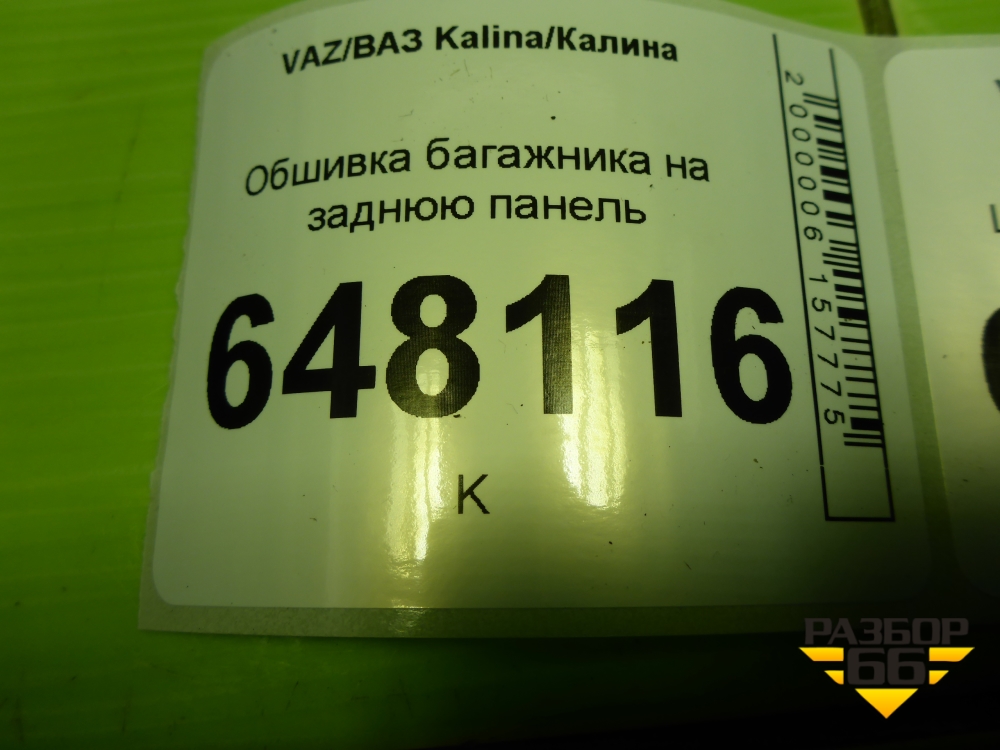 VAZ/ВАЗ Kalina/Калина
Обшивка багажника на
заднюю панель
648116
К
2000006157775
РАЗБОР
66